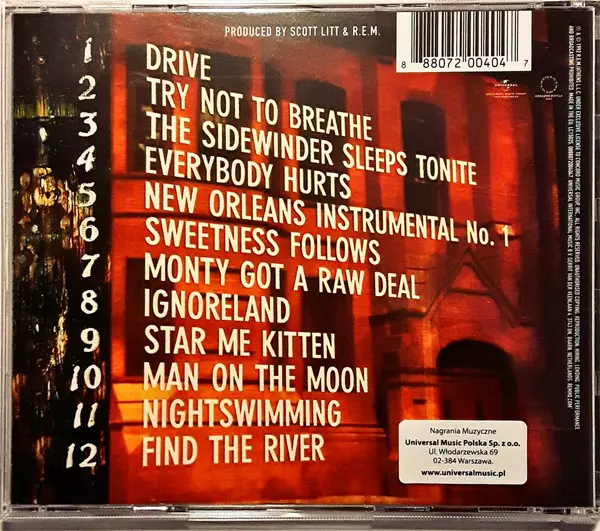 PRODUCED BY SCOTT LITT & R.E.M.
8 88072 00404 7
1 DRIVE
2 TRY NOT TO BREATHE
3 THE SIDEWINDER SLEEPS TONITE
4 EVERYBODY HURTS
5 NEW ORLEANS INSTRUMENTAL No. 1
6 SWEETNESS FOLLOWS
7 MONTY GOT A RAW DEAL
8 IGNORELAND
9 STAR ME KITTEN
10 MAN ON THE MOON
11 NIGHTSWIMMING
12 FIND THE RIVER
Nagrania Muzyczne
Universal Music Polska Sp. z o.o.
Ul. Włodarzewska 69
02-384 Warszawa.
www.universalmusic.pl
UNIVERSAL